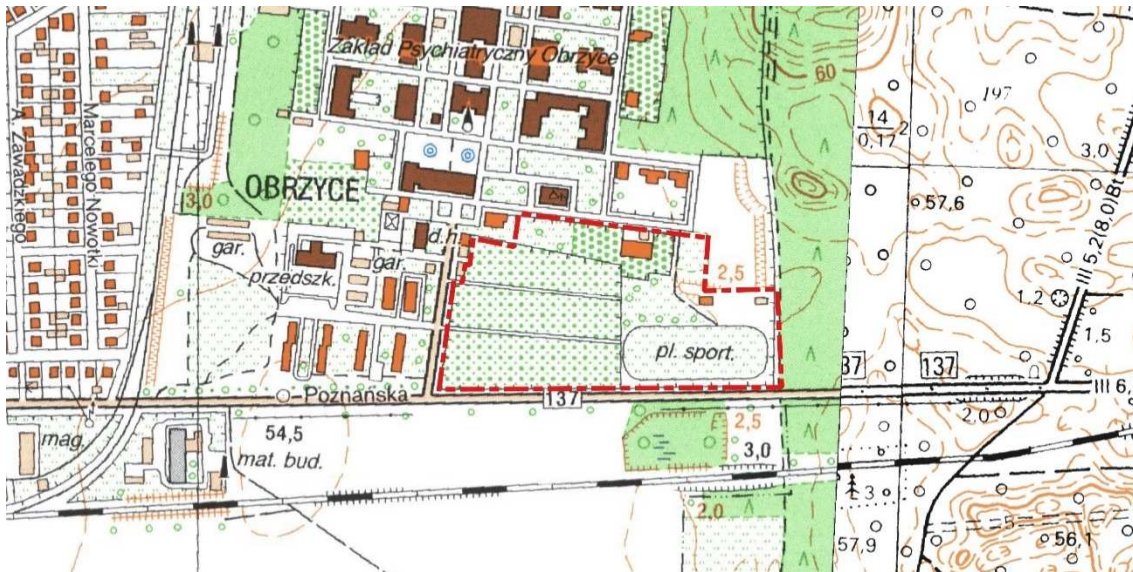 Zakład Psychiatryczny Obrzyce
60
197
14
0.17
2
3.0
A. Zawadzkiego
Marcelego Nowotki
OBRZYCE
3,0
57,6
III 5,2(8,0)Bt
gar.
d.n.
przedszk.
gar.
2,5
1.2
1.5
pl. sport.
37
137
Poznańska
137
III 6,
2.0
mag.
54,5
mat. bud.
2,5
3,0
13
2,0
5
57,9
56,1